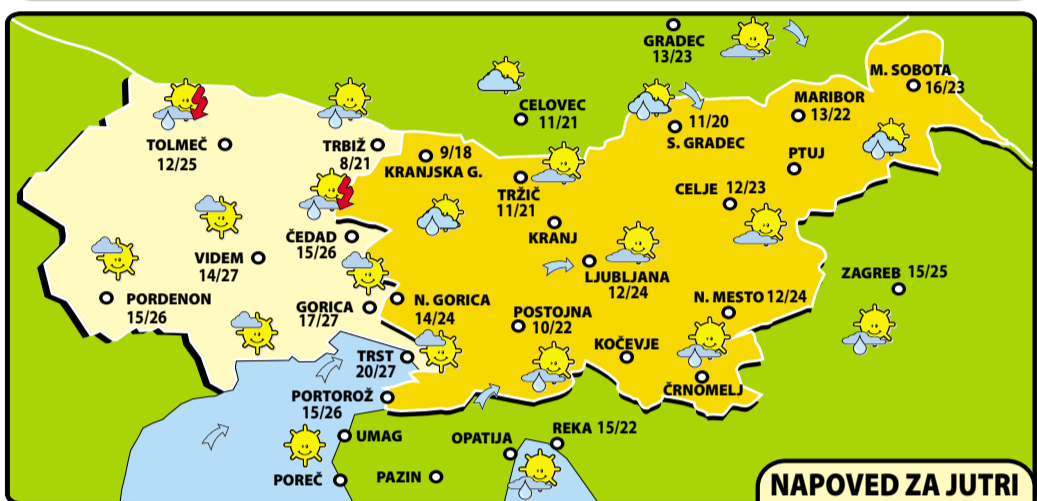 GRADEC
13/23
M. SOBOTA
16/23
CELOVEC
11/21
MARIBOR
13/22
11/20
S. GRADEC
TOLMEČ
12/25
TRBIŽ
8/21
9/18
KRANJSKA G.
PTUJ
TRŽIČ
11/21
CELJE 12/23
KRANJ
ČEDAD
15/26
VIDEM
14/27
LJUBLJANA
12/24
ZAGREB 15/25
PORDENON
15/26
GORICA
17/27
N. GORICA
14/24
N. MESTO 12/24
POSTOJNA
10/22
KOČEVJE
TRST
20/27
ČRNOMELJ
PORTOROŽ
15/26
UMAG
OPATIJA
REKA 15/22
POREČ
PAZIN
NAPOVED ZA JUTRI